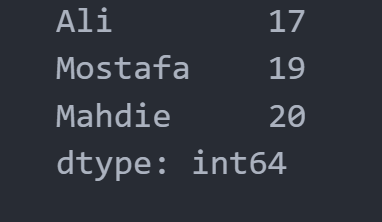 Ali        17
Mostafa    19
Mahdie     20
dtype: int64